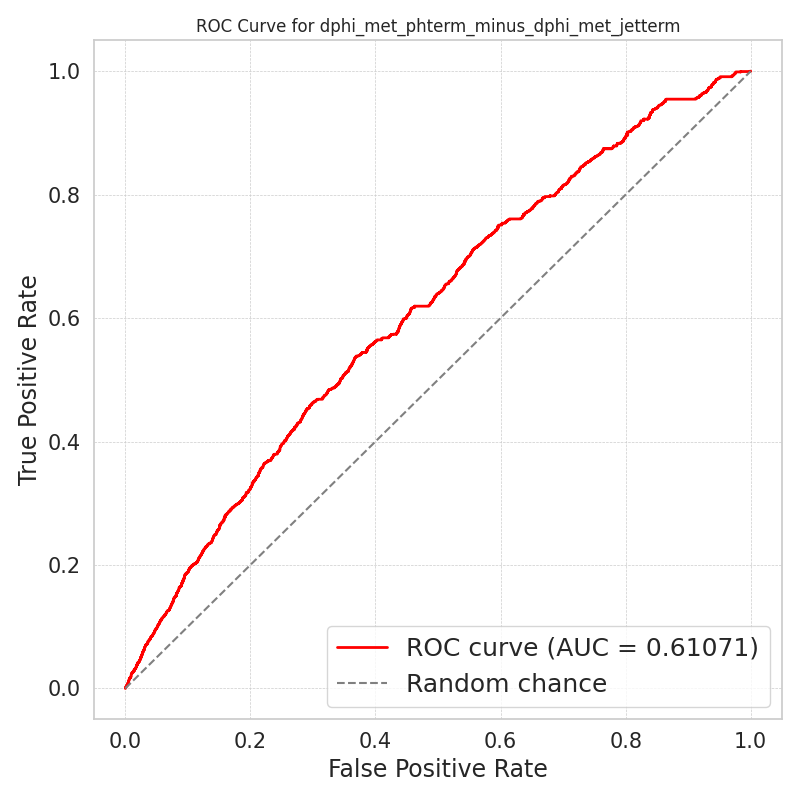 ROC Curve for dphi_met_phterm_minus_dphi_met_jetterm
True Positive Rate
1.0
0.8
0.6
0.4
0.2
0.0
ROC curve (AUC = 0.61071)
Random chance
0.0 0.2 0.4 0.6 0.8 1.0
False Positive Rate